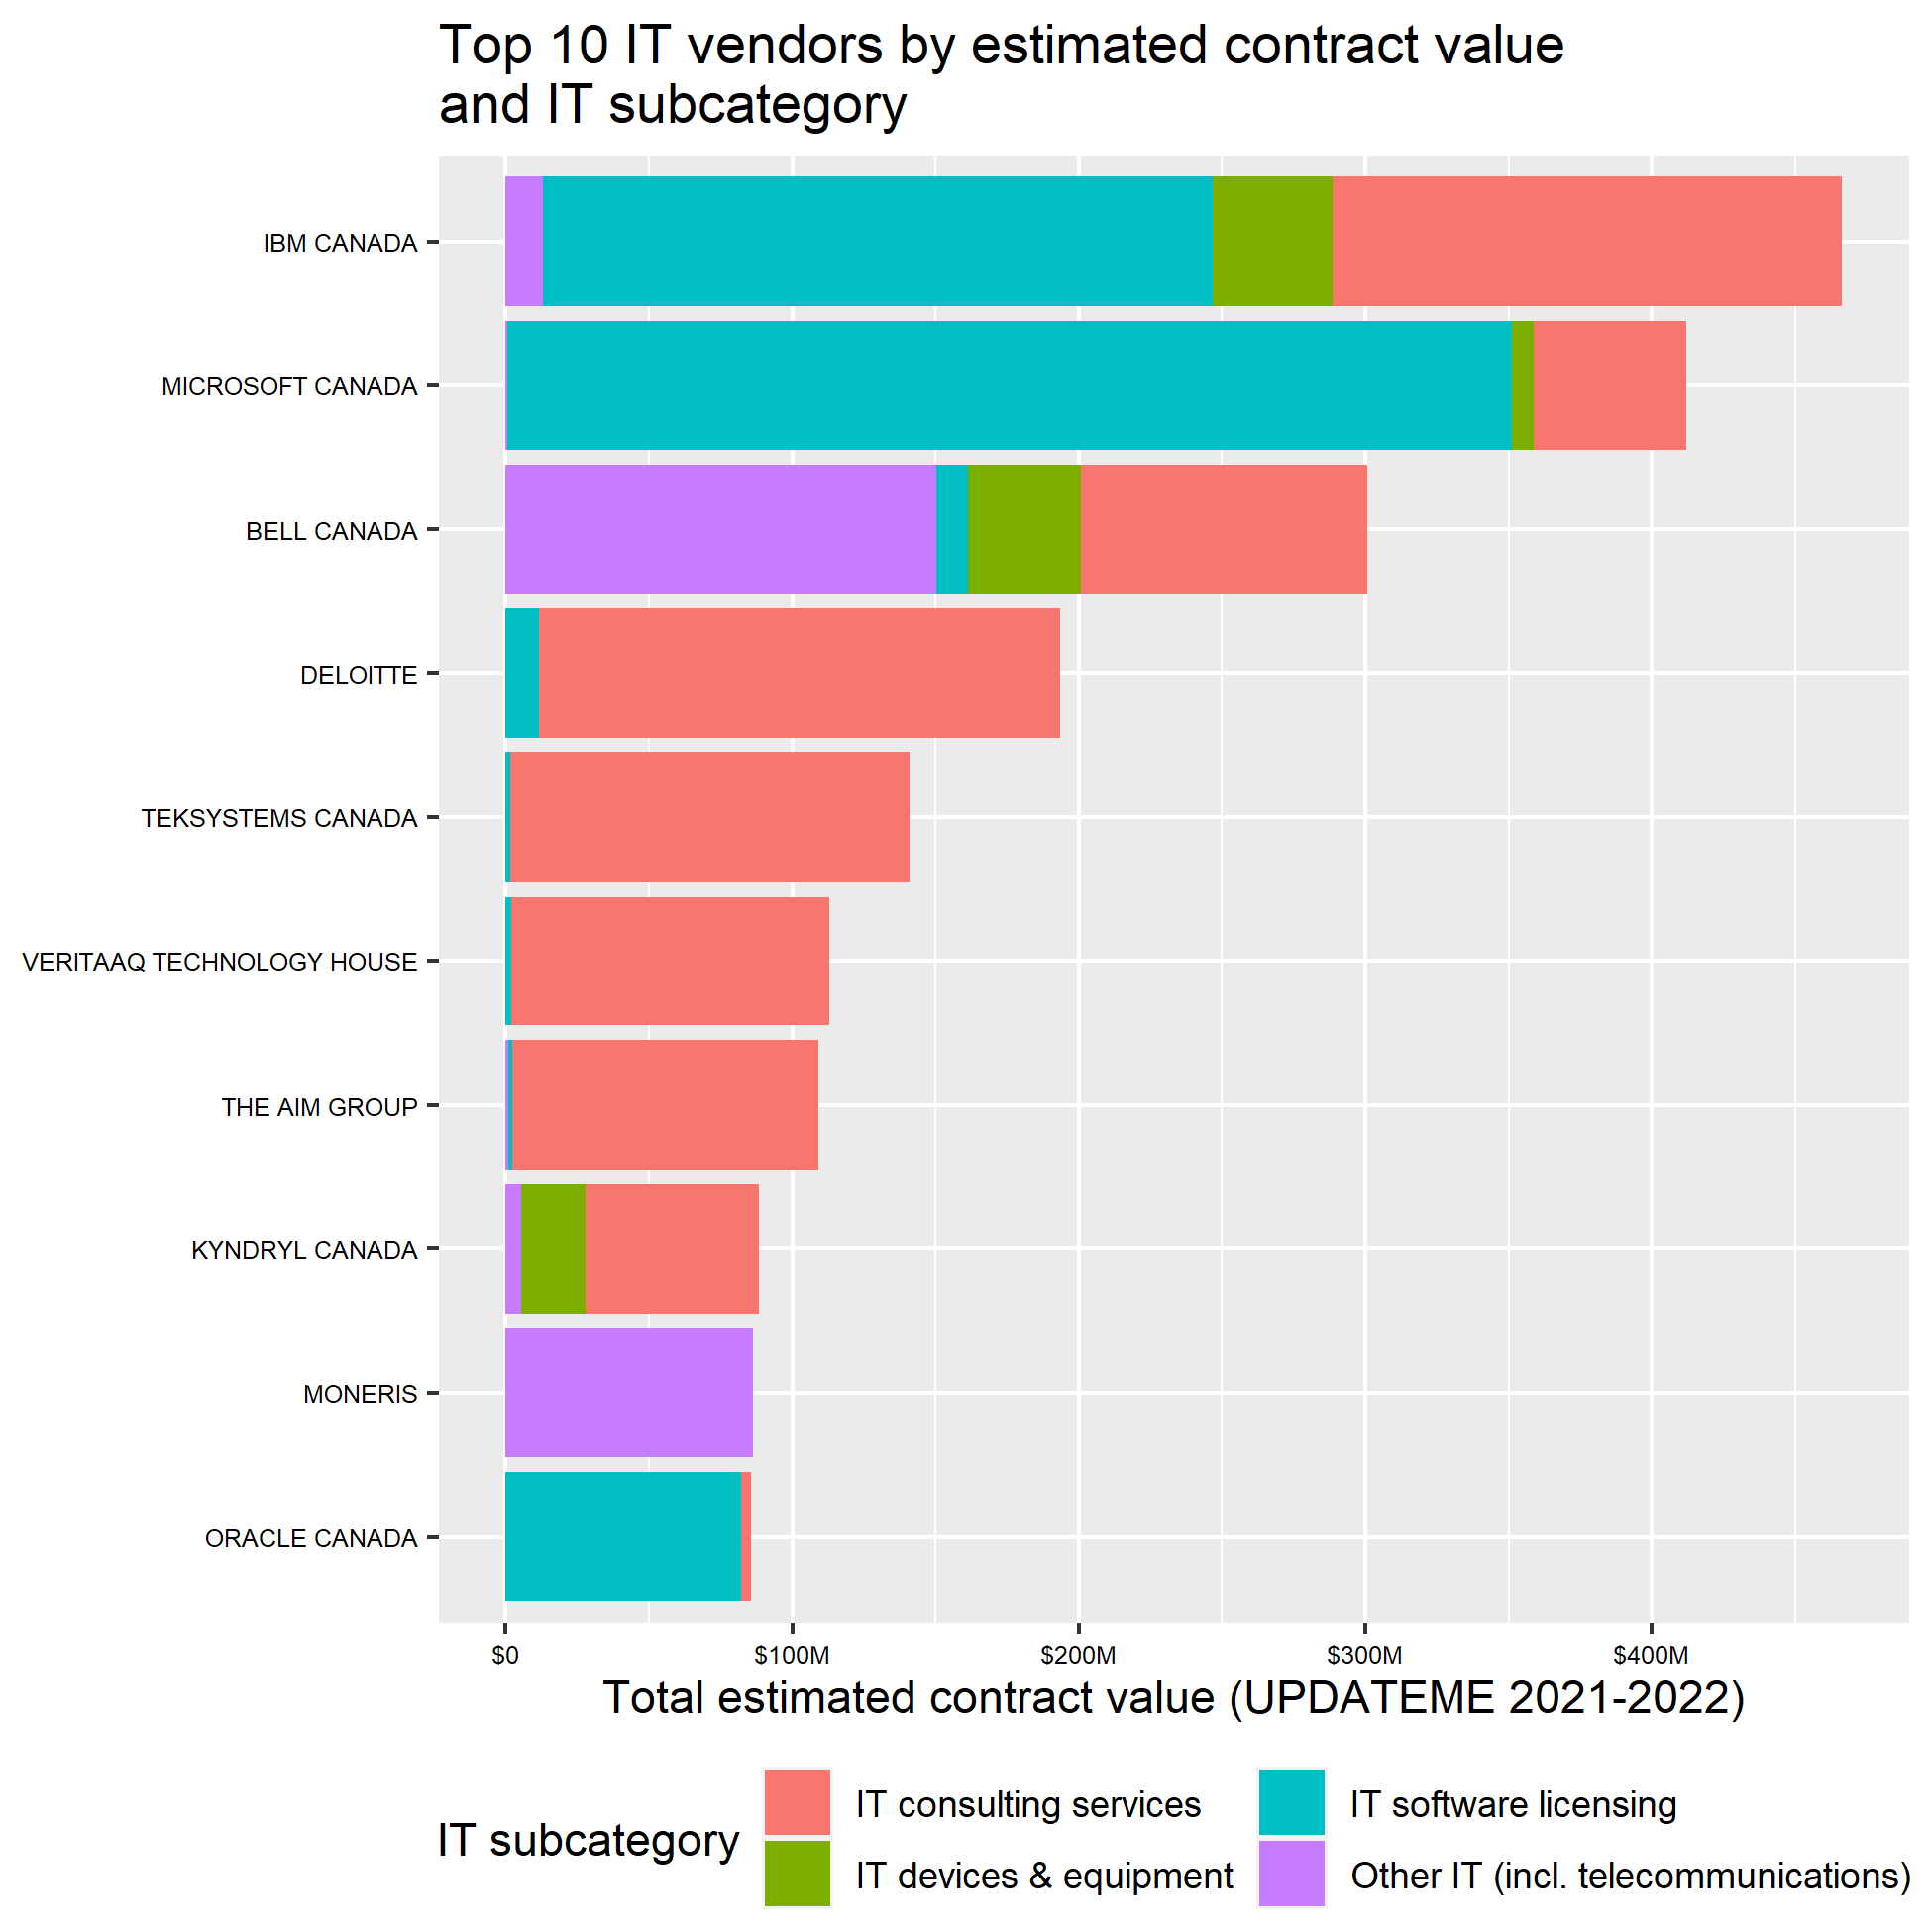 Top 10 IT vendors by estimated contract value
and IT subcategory
IBM CANADA
MICROSOFT CANADA
BELL CANADA
DELOITTE
TEKSYSTEMS CANADA
VERITAAQ TECHNOLOGY HOUSE
THE AIM GROUP
KYNDRYL CANADA
MONERIS
ORACLE CANADA
$0 $100M $200M $300M $400M
Total estimated contract value (UPDATEME 2021-2022)
IT subcategory
IT consulting services
IT devices & equipment
IT software licensing
Other IT (incl. telecommunications)